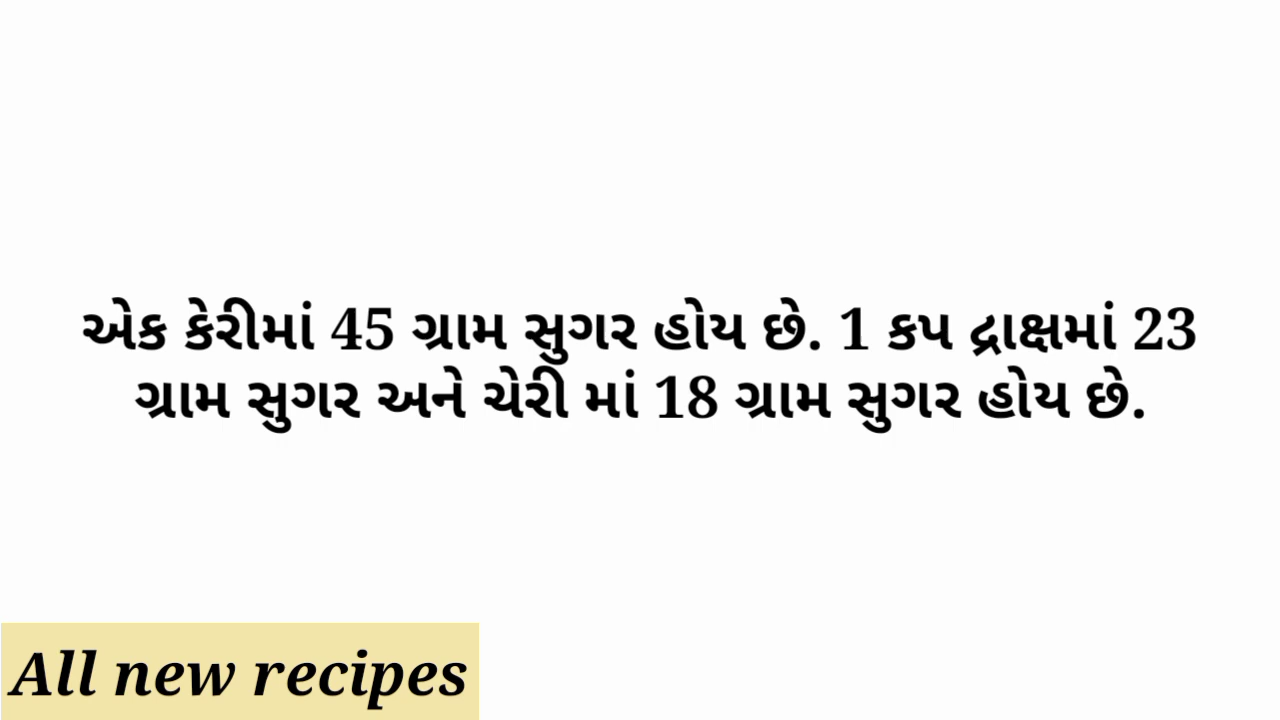 એક કેરીમાં 45 ગ્રામ સુગર હોય છે. 1 કપ દ્રાક્ષમાં 23
ગ્રામ સુગર અને ચેરી માં 18 ગ્રામ સુગર હોય છે.
All new recipes